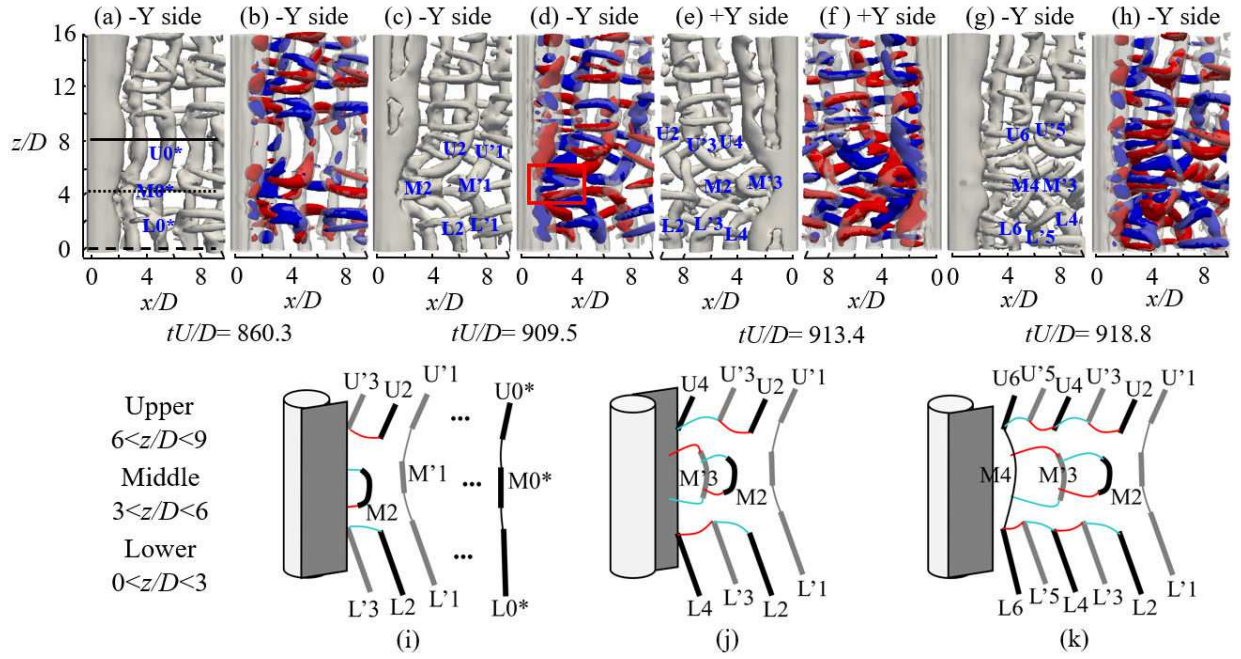 (a) -Y side (b) -Y side (c) -Y side (d) -Y side (e) +Y side (f) +Y side (g) -Y side (h) -Y side
16
12
z/D 8
4
0
U0*
M0*
L0*
U2 U'1
M2 M'1
L2 L'1
U2 U'3 U4
M2 M'3
L2 L'3 L4
U6 U'5
M4 M'3
L6 L'5 L4
0 4 8 0 4 8 0 4 8 0 4 8 8 4 0 8 4 0 0 4 8 0 4 8
x/D x/D x/D x/D x/D x/D x/D x/D
tU/D= 860.3 tU/D= 909.5 tU/D= 913.4 tU/D= 918.8
Upper
6<z/D<9
Middle
3<z/D<6
Lower
0<z/D<3
U'3 U2 U'1 ... U0*
M2 M'1 ... M0*
L'3 L2 L'1 ... L0*
(i)
U4 U'3 U2 U'1
M'3 M2
L4 L'3 L2 L'1
(j)
U6 U'5 U4 U'3 U2 U'1
M4 M'3 M2
L6 L'5 L4 L'3 L2 L'1
(k)